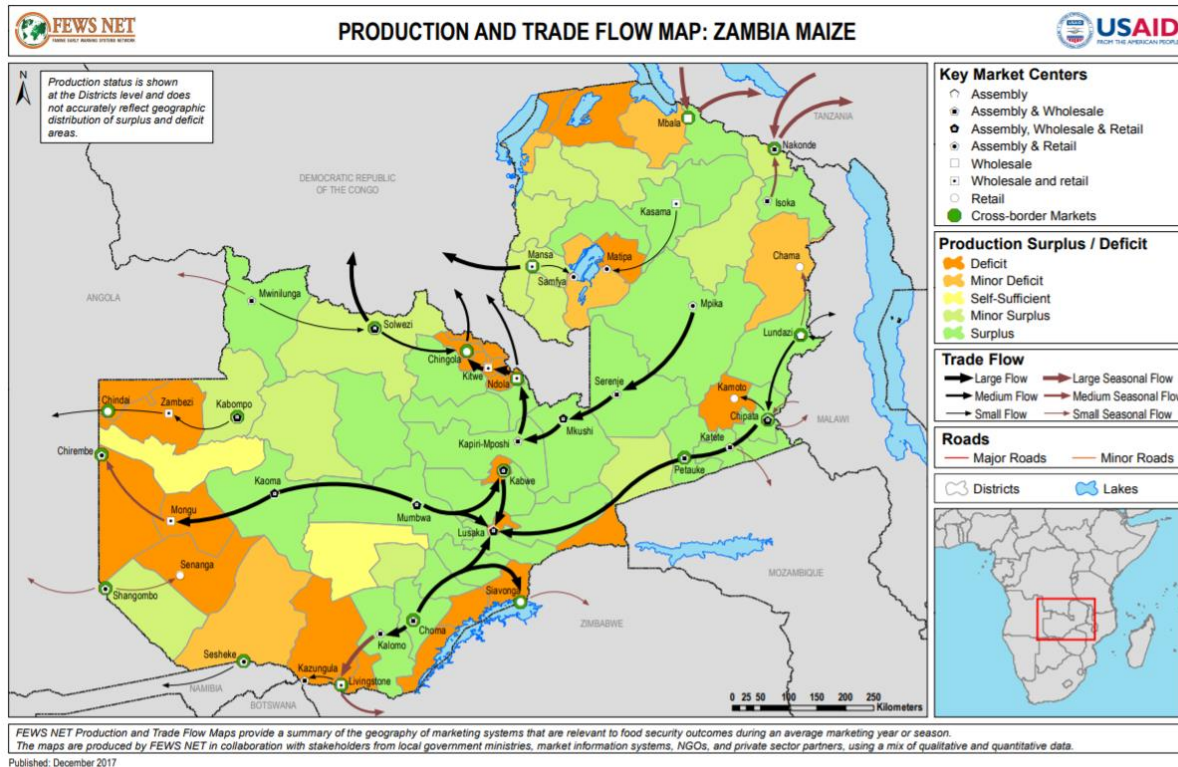 FEWS NET
FAMINE EARLY WARNING SYSTEMS NETWORK
PRODUCTION AND TRADE FLOW MAP: ZAMBIA MAIZE
USAID
FROM THE AMERICAN PEOPLE
N
Production status is shown
at the Districts level and does
not accurately reflect geographic
distribution of surplus and deficit
areas.
TANZANIA
Mbala
Nakonde
DEMOCRATIC REPUBLIC
OF THE CONGO
Kasama
Isoka
Mansa
Matipa
Chama
Samfya
ANGOLA
Mwinilunga
Mpika
Solwezi
Lundazi
Chingola
Kitwe
Ndola
Serenje
Kamoto
Chindai
Zambezi
Kabompo
Chipata
MALAWI
Mkushi
Kapiri-Mposhi
Katete
Chirembe
Petauke
Kaoma
Kabwe
Mongu
Mumbwa
Lusaka
Senanga
MOZAMBIQUE
Shangombo
Siavonga
Choma
ZIMBABWE
Kalomo
Sesheke
Kazungula
Livingstone
NAMIBIA
BOTSWANA
0 25 50 100 150 200 250
Kilometers
Key Market Centers
Assembly
Assembly & Wholesale
Assembly, Wholesale & Retail
Assembly & Retail
Wholesale
Wholesale and retail
Retail
Cross-border Markets
Production Surplus / Deficit
Deficit
Minor Deficit
Self-Sufficient
Minor Surplus
Surplus
Trade Flow
Large Flow Large Seasonal Flow
Medium Flow Medium Seasonal Flow
Small Flow Small Seasonal Flow
Roads
Major Roads Minor Roads
Districts Lakes
FEWS NET Production and Trade Flow Maps provide a summary of the geography of marketing systems that are relevant to food security outcomes during an average marketing year or season.
The maps are produced by FEWS NET in collaboration with stakeholders from local government ministries, market information systems, NGOs, and private sector partners, using a mix of qualitative and quantitative data.
Published: December 2017